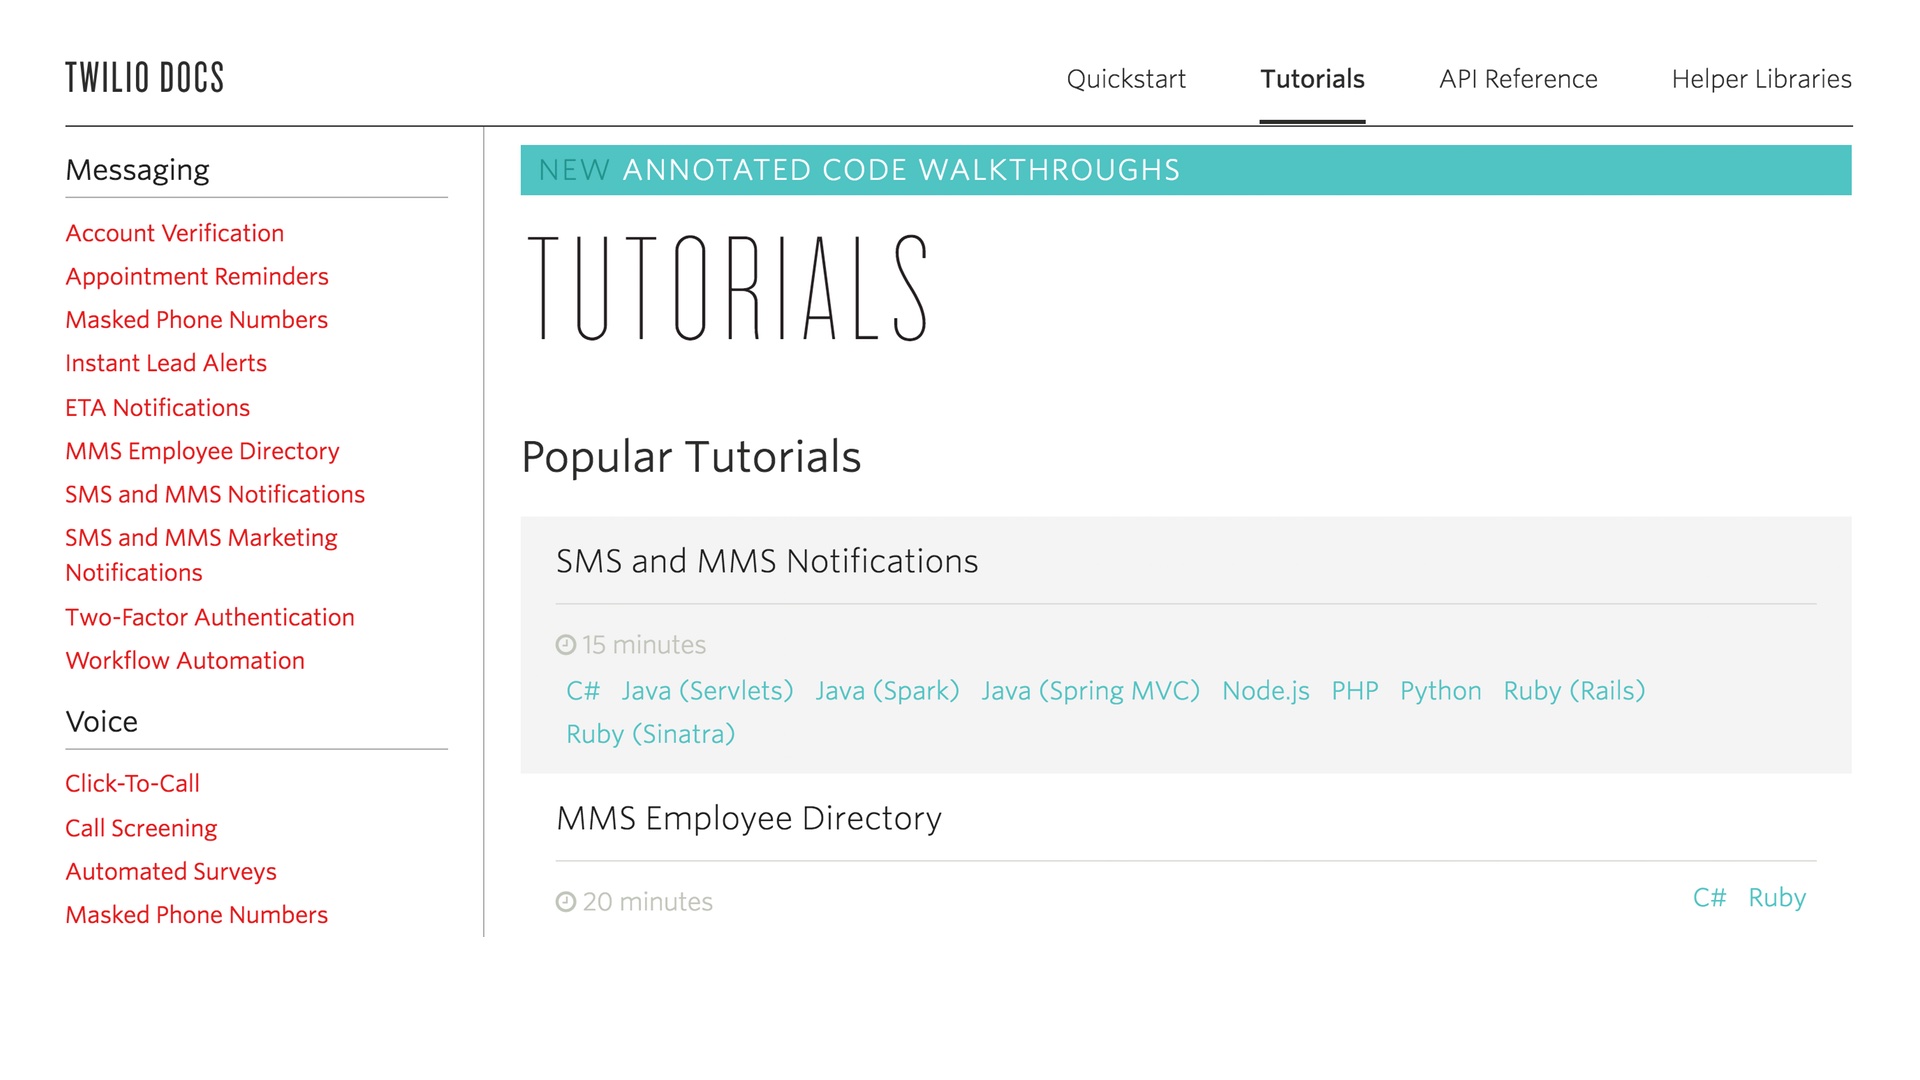 TWILIO DOCS
Quickstart Tutorials API Reference Helper Libraries
Messaging
Account Verification
Appointment Reminders
Masked Phone Numbers
Instant Lead Alerts
ETA Notifications
MMS Employee Directory
SMS and MMS Notifications
SMS and MMS Marketing
Notifications
Two-Factor Authentication
Workflow Automation
Voice
Click-To-Call
Call Screening
Automated Surveys
Masked Phone Numbers
NEW ANNOTATED CODE WALKTHROUGHS
TUTORIALS
Popular Tutorials
SMS and MMS Notifications
15 minutes
C# Java (Servlets) Java (Spark) Java (Spring MVC) Node.js PHP Python Ruby (Rails)
Ruby (Sinatra)
MMS Employee Directory
20 minutes C# Ruby